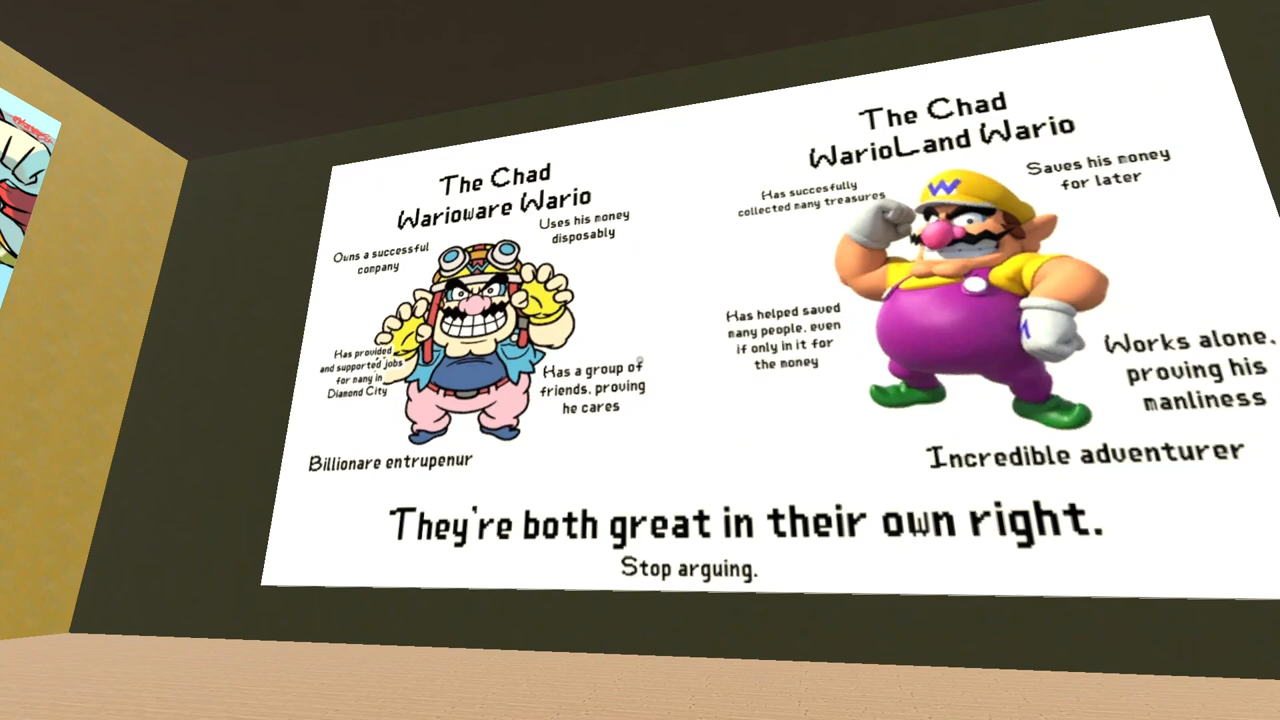 The Chad
Warioware Wario
Owns a successful
company
Uses his money
disposably
Has provided
and supported jobs
for many in
Diamond City
Has a group of
friends, proving
he cares
Billionare entrupenur
The Chad
WarioLand Wario
Has succesfully
collected many treasures
Saves his money
for later
W
Has helped saved
many people, even
if only in it for
the money
Works alone,
proving his
manliness
Incredible adventurer
They're both great in their own right.
Stop arguing.